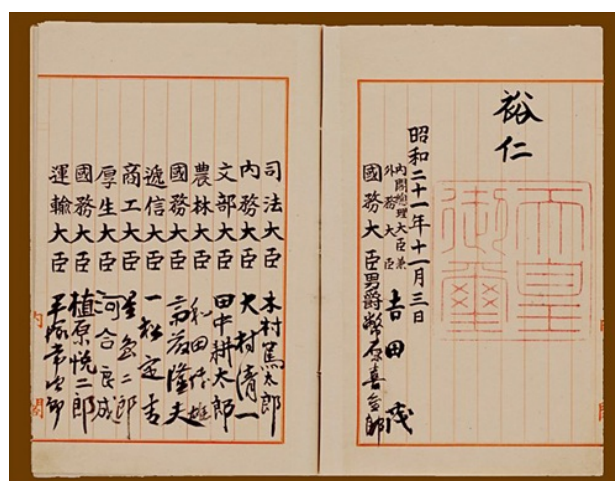 裕仁
天皇
御璽
昭和二十一年十一月三日
內閣總理大臣兼
外務大臣 吉田茂
國務大臣 男爵 幣原喜重郎
司法大臣 木村篤太郎
內務大臣 大村清一
文部大臣 田中耕太郎
農林大臣 和田博雄
國務大臣 斎藤隆夫
遞信大臣 一松定吉
商工大臣 星島二郎
厚生大臣 河合良成
國務大臣 植原悦二郎
運輸大臣 平塚常次郎
內閣